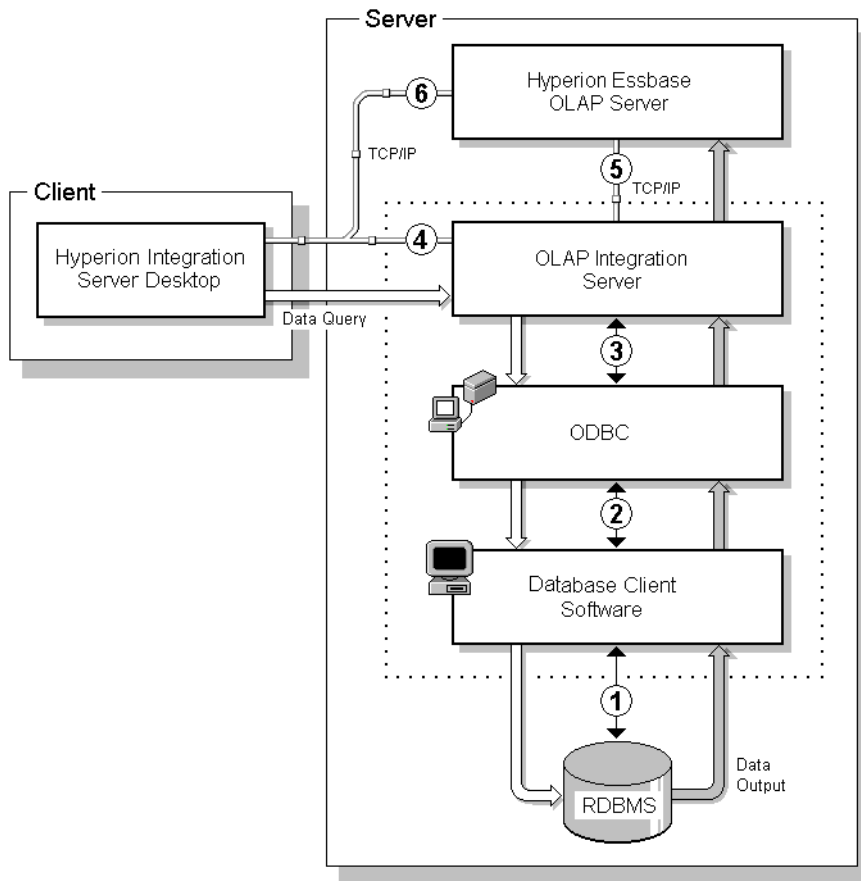 Server
Hyperion Essbase
OLAP Server
6
TCP/IP
5
TCP/IP
Client
Hyperion Integration
Server Desktop
4
OLAP Integration
Server
Data Query
3
ODBC
2
Database Client
Software
1
RDBMS
Data
Output